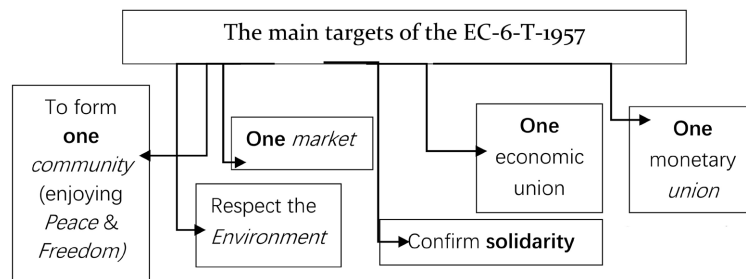 The main targets of the EC-6-T-1957
To form
one
community
(enjoying
Peace &
Freedom)
Respect the
Environment
One market
Confirm solidarity
One
economic
union
One
monetary
union